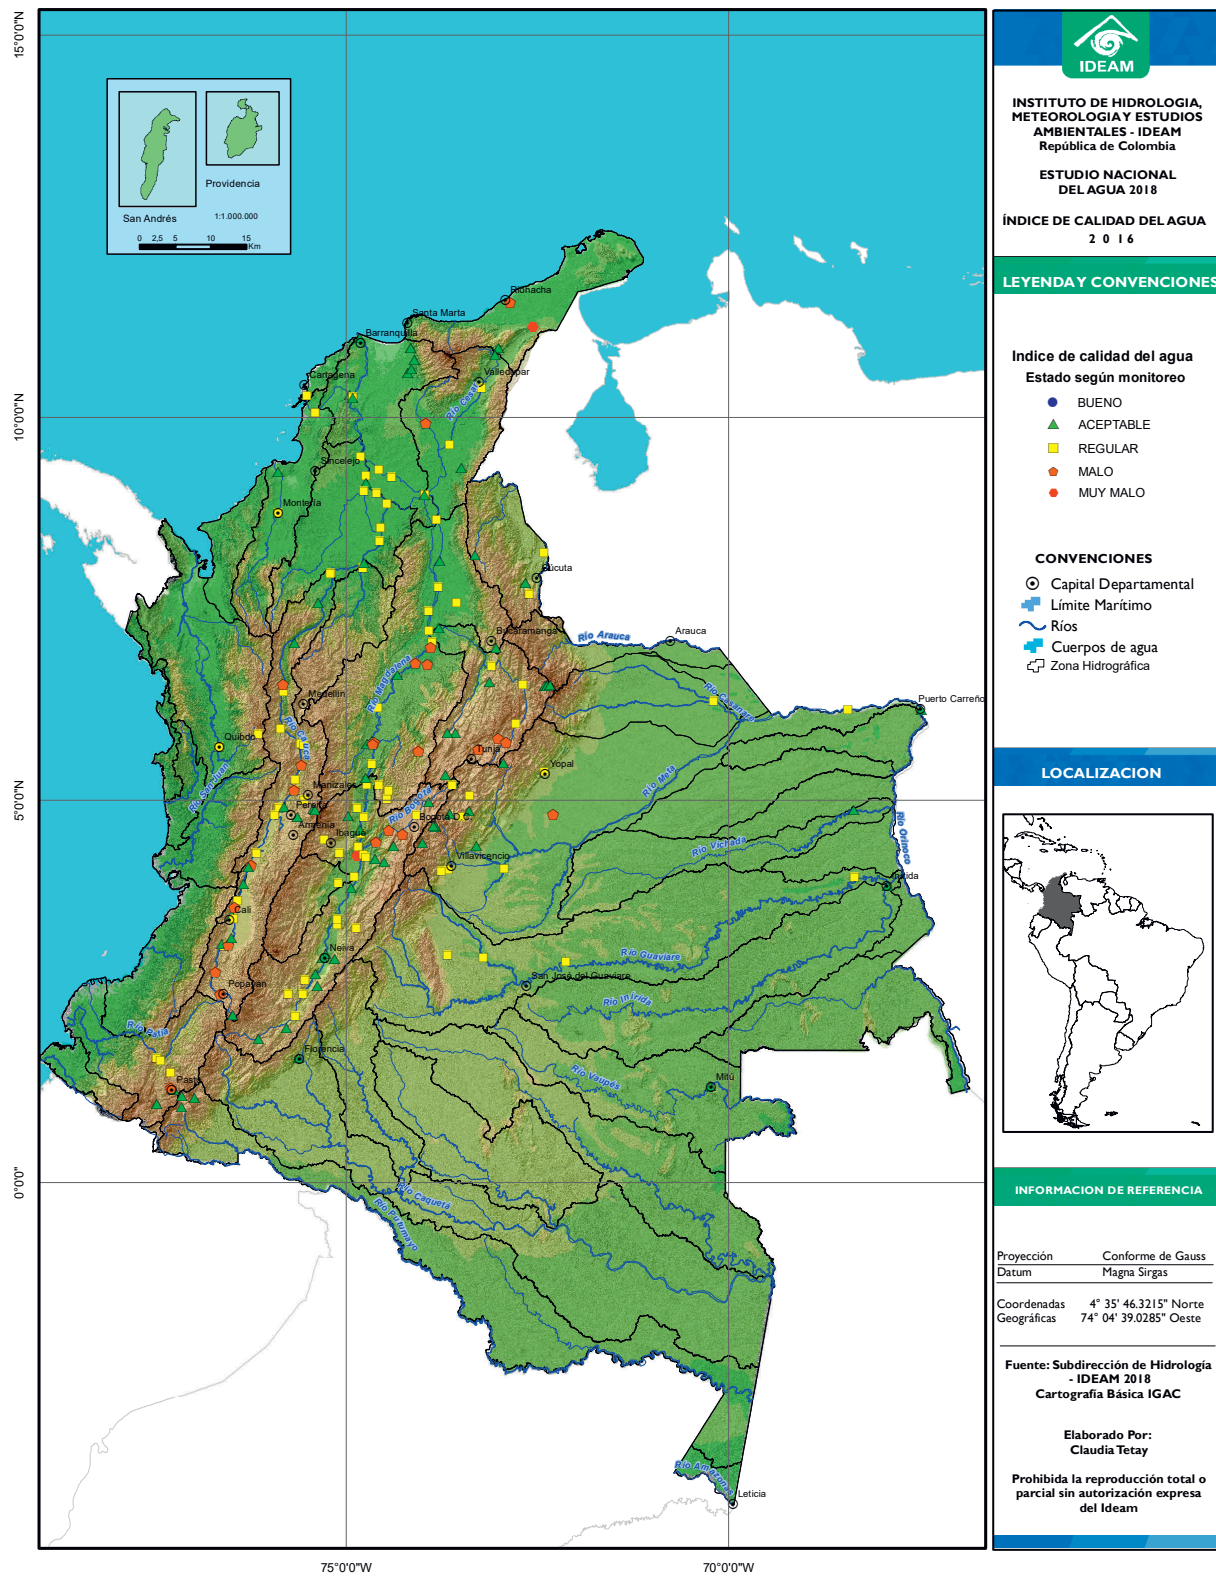 15°0'0"N
10°0'0"N
5°0'0"N
0°0'0"
75°0'0"W
70°0'0"W
San Andrés
Providencia
1:1.000.000
0 2,5 5 10 15
Km
Riohacha
Santa Marta
Barranquilla
Cartagena
Valledupar
Río Cesar
Sincelejo
Montería
Cúcuta
Bucaramanga
Río Arauca
Arauca
Río Magdalena
Medellín
Río Casanare
Puerto Carreño
Quibdó
Río Cauca
Tunja
Yopal
Río San Juan
Manizales
Río Meta
Pereira
Río Bogotá
Armenia
Bogotá D.C.
Ibagué
Río Orinoco
Río Vichada
Villavicencio
Inírida
Cali
Neiva
Río Guaviare
San José del Guaviare
Popayán
Río Inírida
Río Patía
Florencia
Río Vaupés
Mitú
Pasto
Río Caquetá
Río Putumayo
Río Amazonas
Leticia
IDEAM
INSTITUTO DE HIDROLOGIA,
METEOROLOGIA Y ESTUDIOS
AMBIENTALES - IDEAM
República de Colombia
ESTUDIO NACIONAL
DEL AGUA 2018
ÍNDICE DE CALIDAD DEL AGUA
2 0 1 6
LEYENDA Y CONVENCIONES
Indice de calidad del agua
Estado según monitoreo
BUENO
ACEPTABLE
REGULAR
MALO
MUY MALO
CONVENCIONES
Capital Departamental
Límite Marítimo
Ríos
Cuerpos de agua
Zona Hidrográfica
LOCALIZACION
INFORMACION DE REFERENCIA
Proyección Conforme de Gauss
Datum Magna Sirgas
Coordenadas 4° 35' 46.3215" Norte
Geográficas 74° 04' 39.0285" Oeste
Fuente: Subdirección de Hidrología
- IDEAM 2018
Cartografía Básica IGAC
Elaborado Por:
Claudia Tetay
Prohibida la reproducción total o
parcial sin autorización expresa
del Ideam